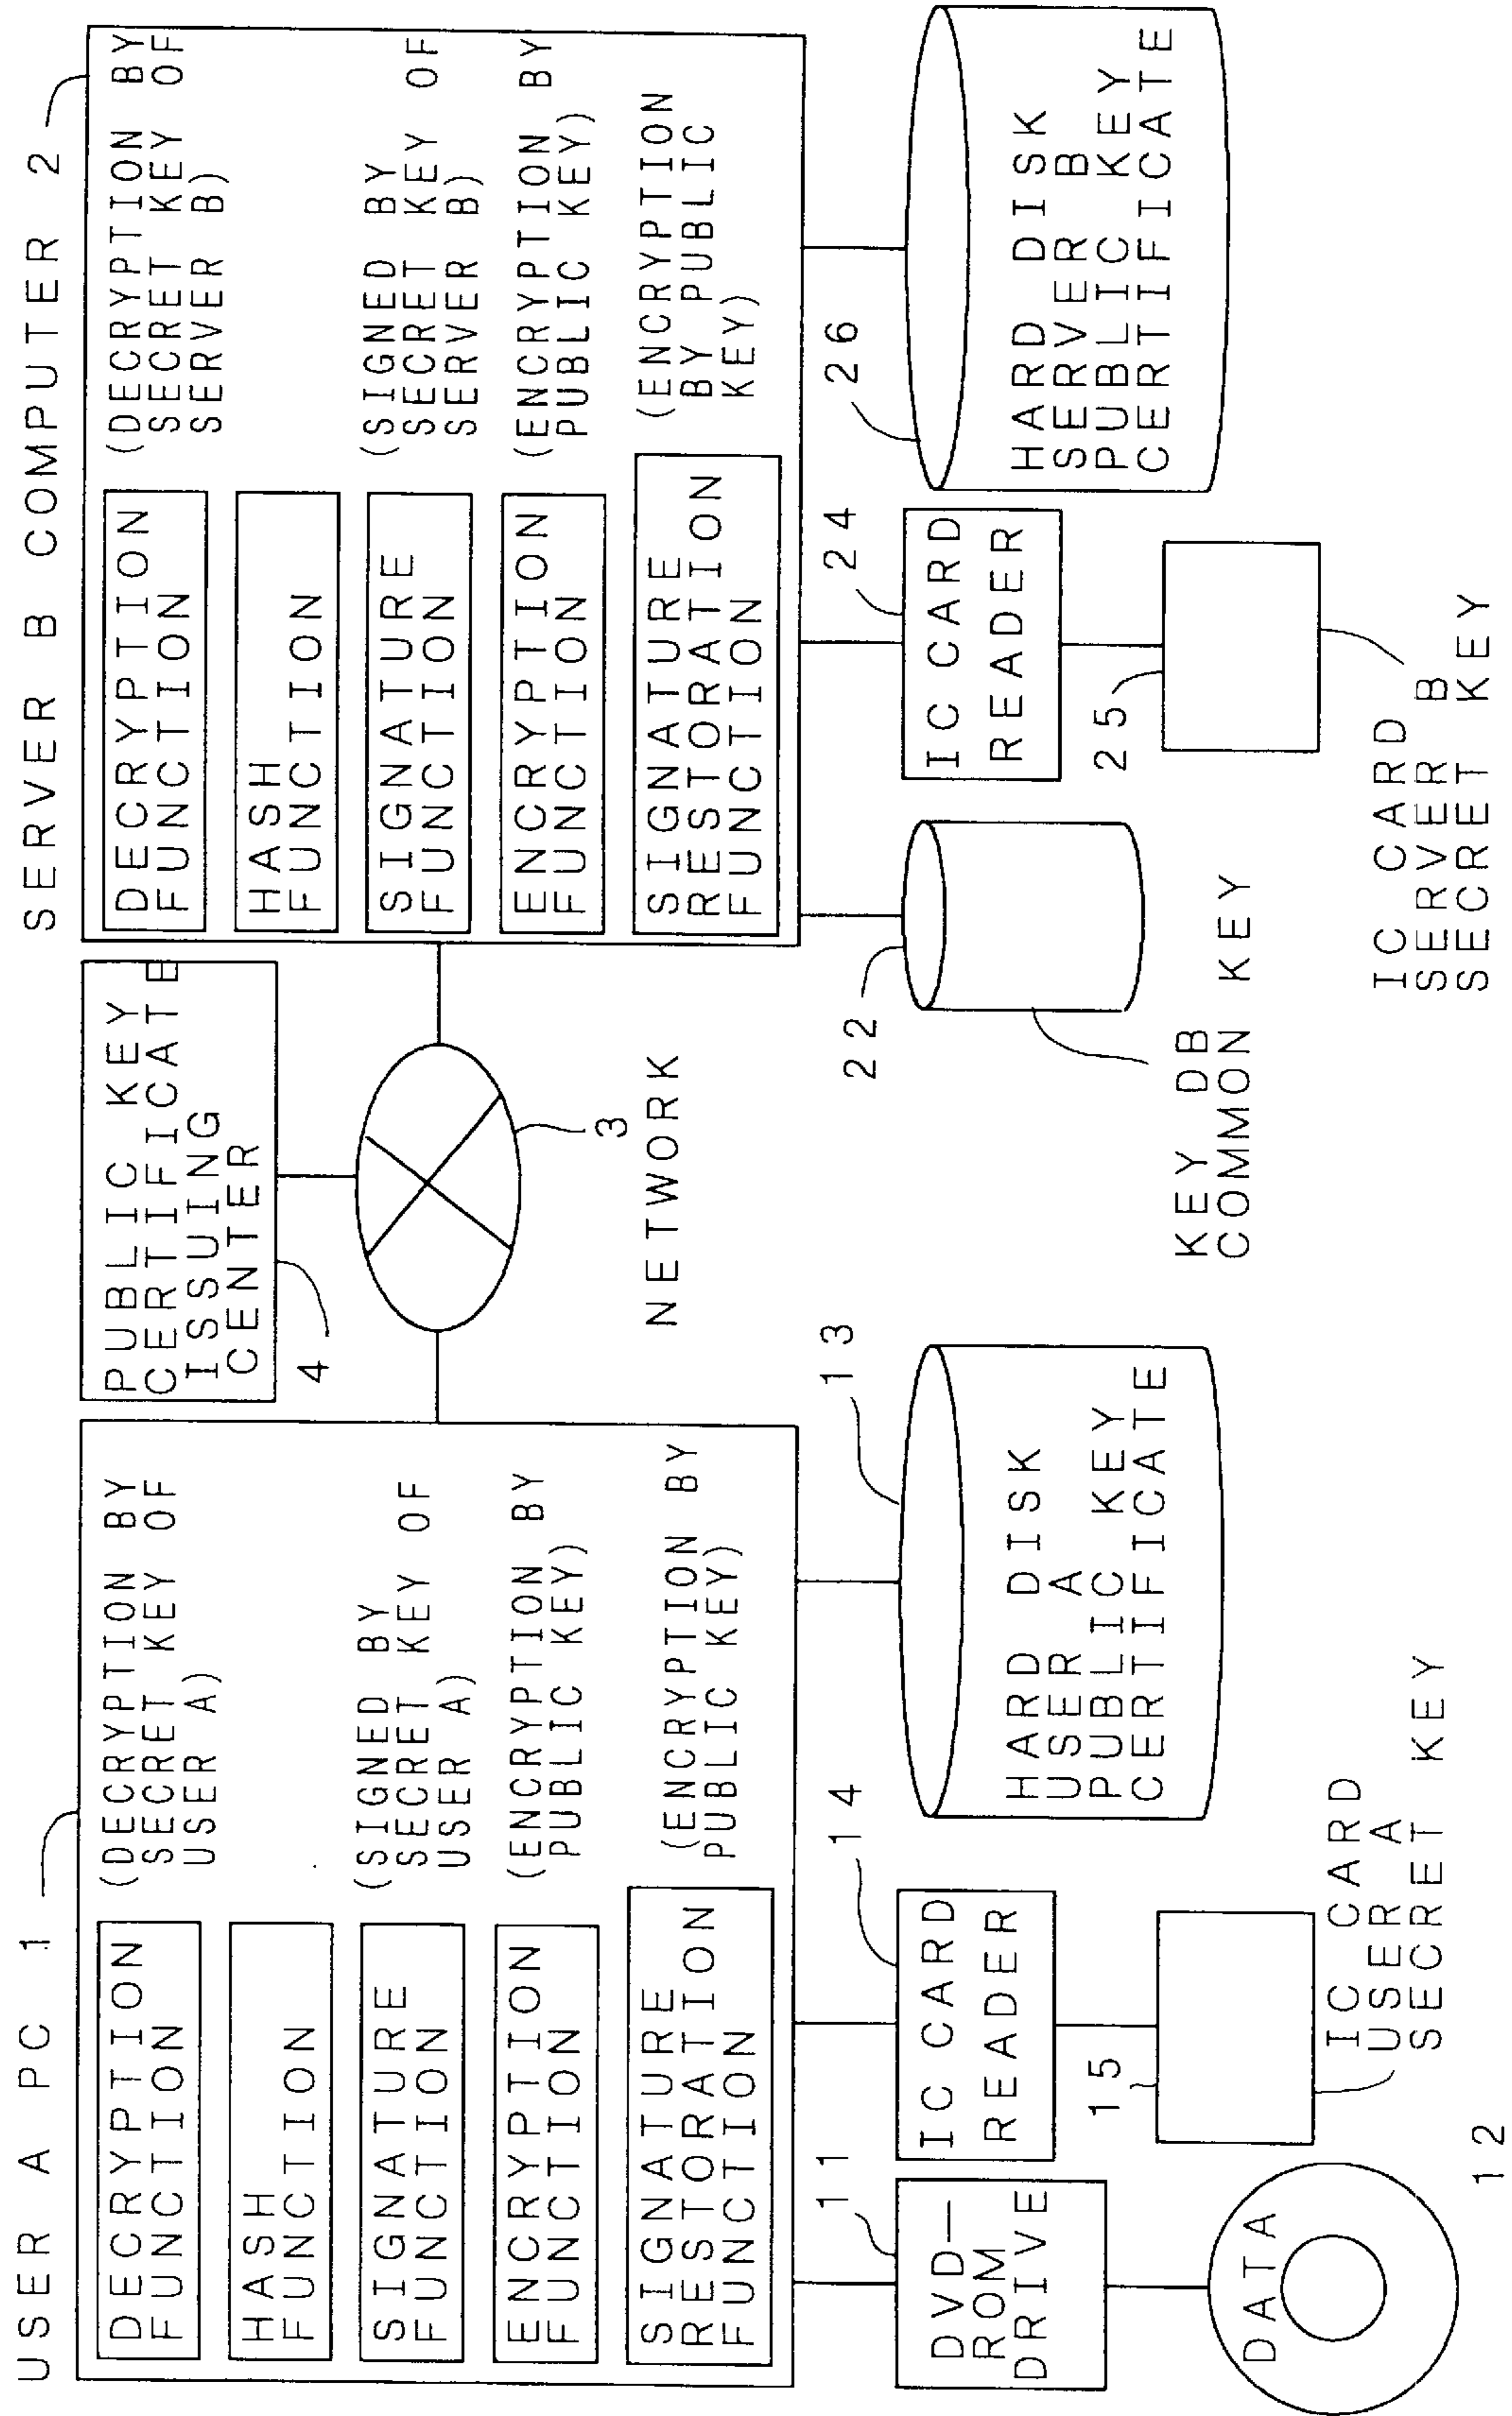 USER A PC 1
DECRYPTION
FUNCTION
(DECRYPTION BY
SECRET KEY OF
USER A)
HASH
FUNCTION
SIGNATURE
FUNCTION
(SIGNED BY
SECRET KEY OF
USER A)
ENCRYPTION
FUNCTION
(ENCRYPTION BY
PUBLIC KEY)
SIGNATURE
RESTORATION
FUNCTION
(ENCRYPTION BY
PUBLIC KEY)
11
DVD-
ROM
DRIVE
DATA
12
14
IC CARD
READER
15
IC CARD
USER A
SECRET KEY
13
HARD DISK
USER A
PUBLIC KEY
CERTIFICATE
PUBLIC KEY
CERTIFICATE
ISSUING
CENTER
4
3
NETWORK
SERVER B COMPUTER 2
DECRYPTION
FUNCTION
(DECRYPTION BY
SECRET KEY OF
SERVER B)
HASH
FUNCTION
SIGNATURE
FUNCTION
(SIGNED BY
SECRET KEY OF
SERVER B)
ENCRYPTION
FUNCTION
(ENCRYPTION BY
PUBLIC KEY)
SIGNATURE
RESTORATION
FUNCTION
(ENCRYPTION
BY PUBLIC
KEY)
22
KEY DB
COMMON KEY
24
IC CARD
READER
25
IC CARD
SERVER B
SECRET KEY
26
HARD DISK
SERVER B
PUBLIC KEY
CERTIFICATE